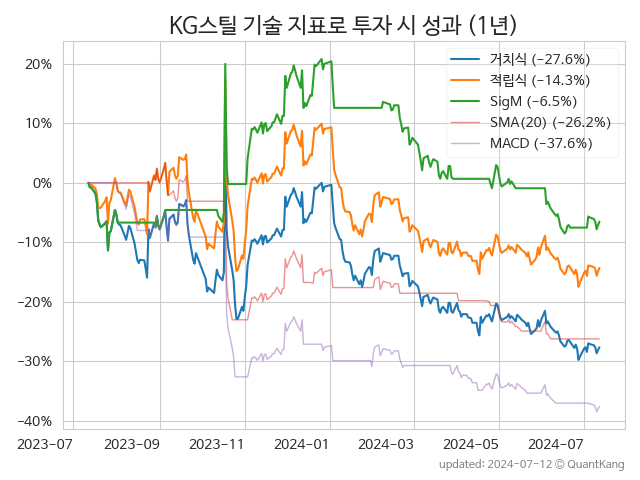 KG스틸 기술 지표로 투자 시 성과 (1년)
거치식 (−27.6%)
적립식 (−14.3%)
SigM (−6.5%)
SMA(20) (−26.2%)
MACD (−37.6%)
20%
10%
0%
−10%
−20%
−30%
−40%
2023-07 2023-09 2023-11 2024-01 2024-03 2024-05 2024-07
updated: 2024-07-12 © QuantKang